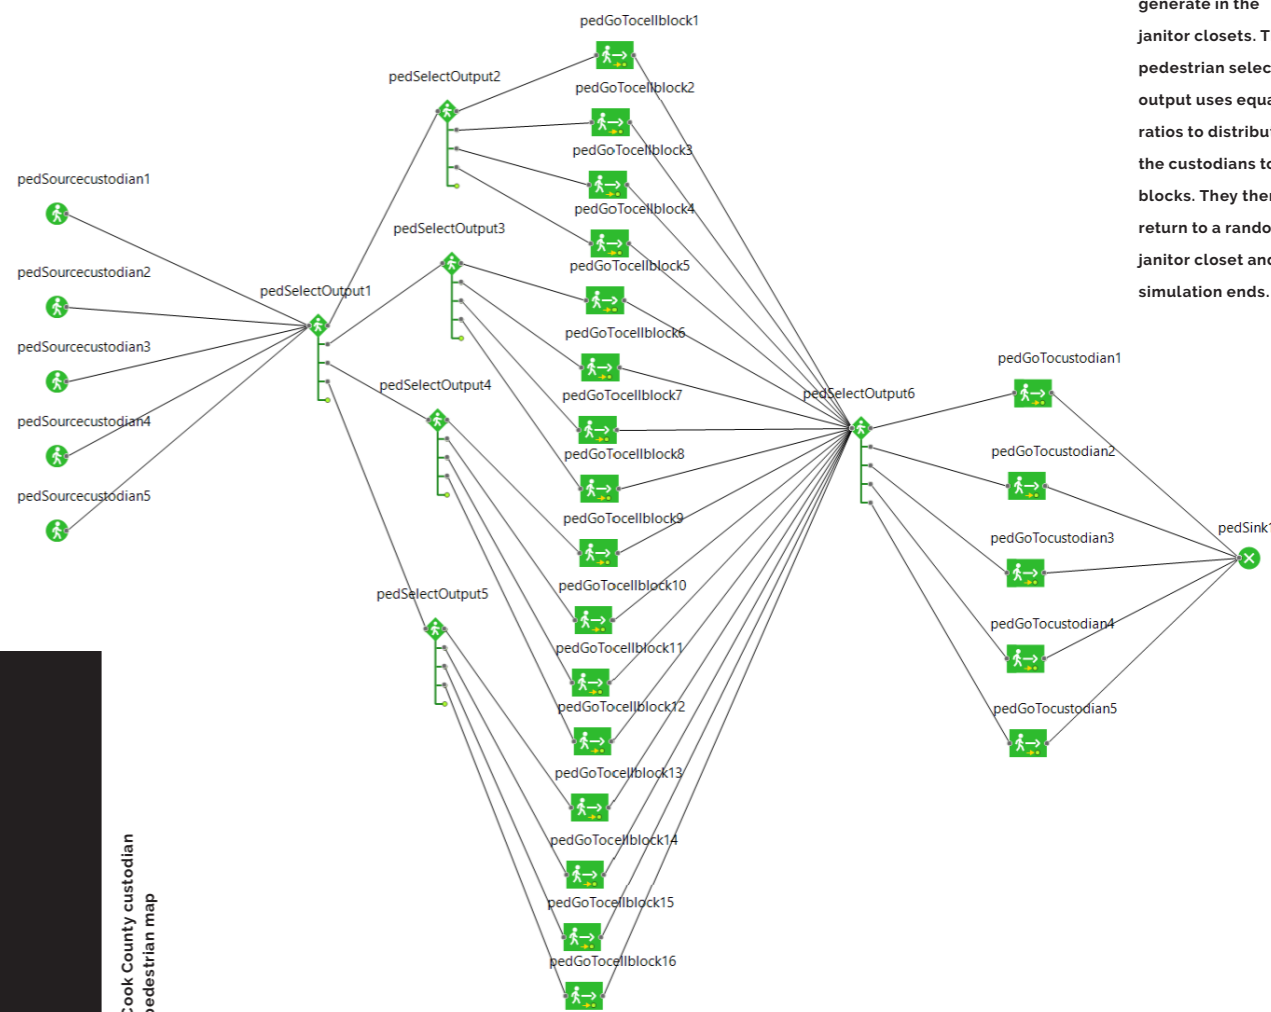 generate in the
janitor closets. T
pedestrian selec
output uses equa
ratios to distribu
the custodians to
blocks. They then
return to a rando
janitor closet and
simulation ends.
pedSourcecustodian1
pedSourcecustodian2
pedSourcecustodian3
pedSourcecustodian4
pedSourcecustodian5
pedSelectOutput1
pedSelectOutput2
pedSelectOutput3
pedSelectOutput4
pedSelectOutput5
pedGoTocellblock1
pedGoTocellblock2
pedGoTocellblock3
pedGoTocellblock4
pedGoTocellblock5
pedGoTocellblock6
pedGoTocellblock7
pedGoTocellblock8
pedGoTocellblock9
pedGoTocellblock10
pedGoTocellblock11
pedGoTocellblock12
pedGoTocellblock13
pedGoTocellblock14
pedGoTocellblock15
pedGoTocellblock16
pedSelectOutput6
pedGoTocustodian1
pedGoTocustodian2
pedGoTocustodian3
pedGoTocustodian4
pedGoTocustodian5
pedSink1
Cook County custodian
pedestrian map